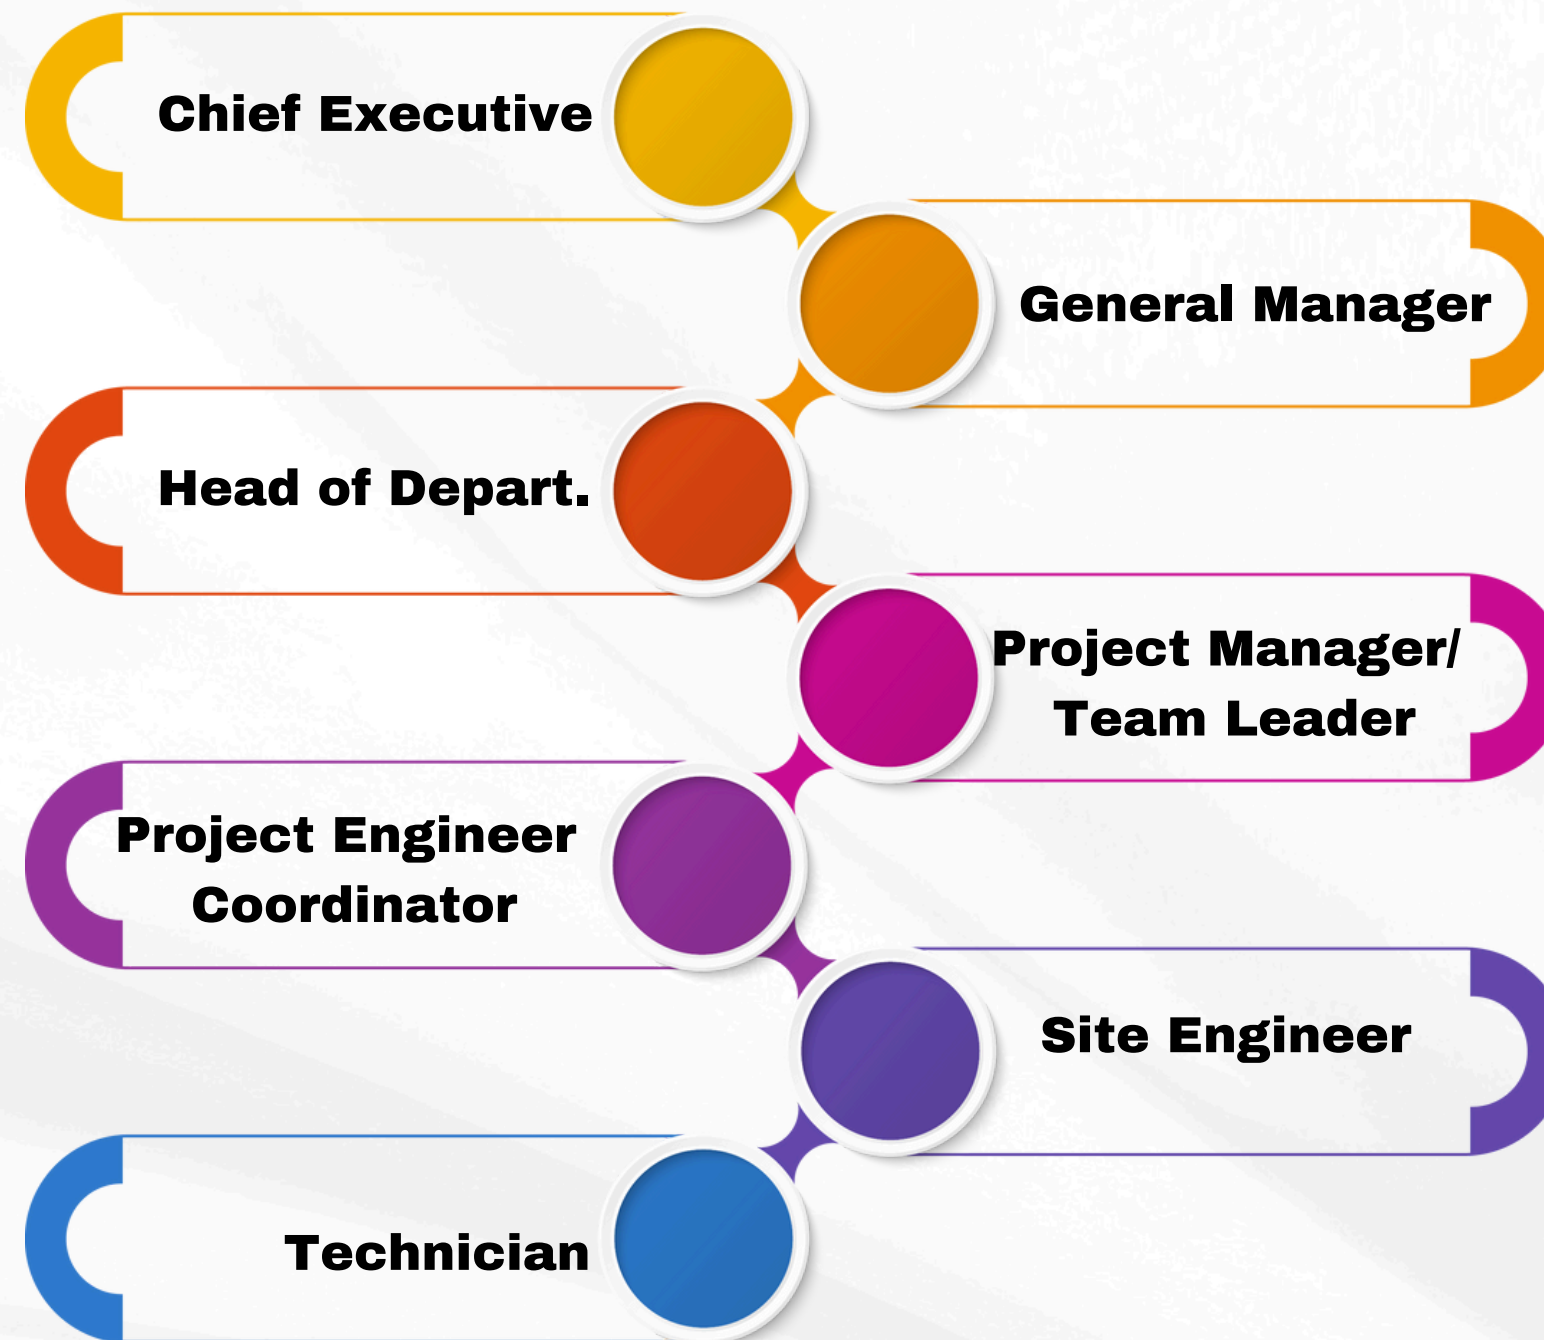 Chief Executive
General Manager
Head of Depart.
Project Manager/
Team Leader
Project Engineer
Coordinator
Site Engineer
Technician